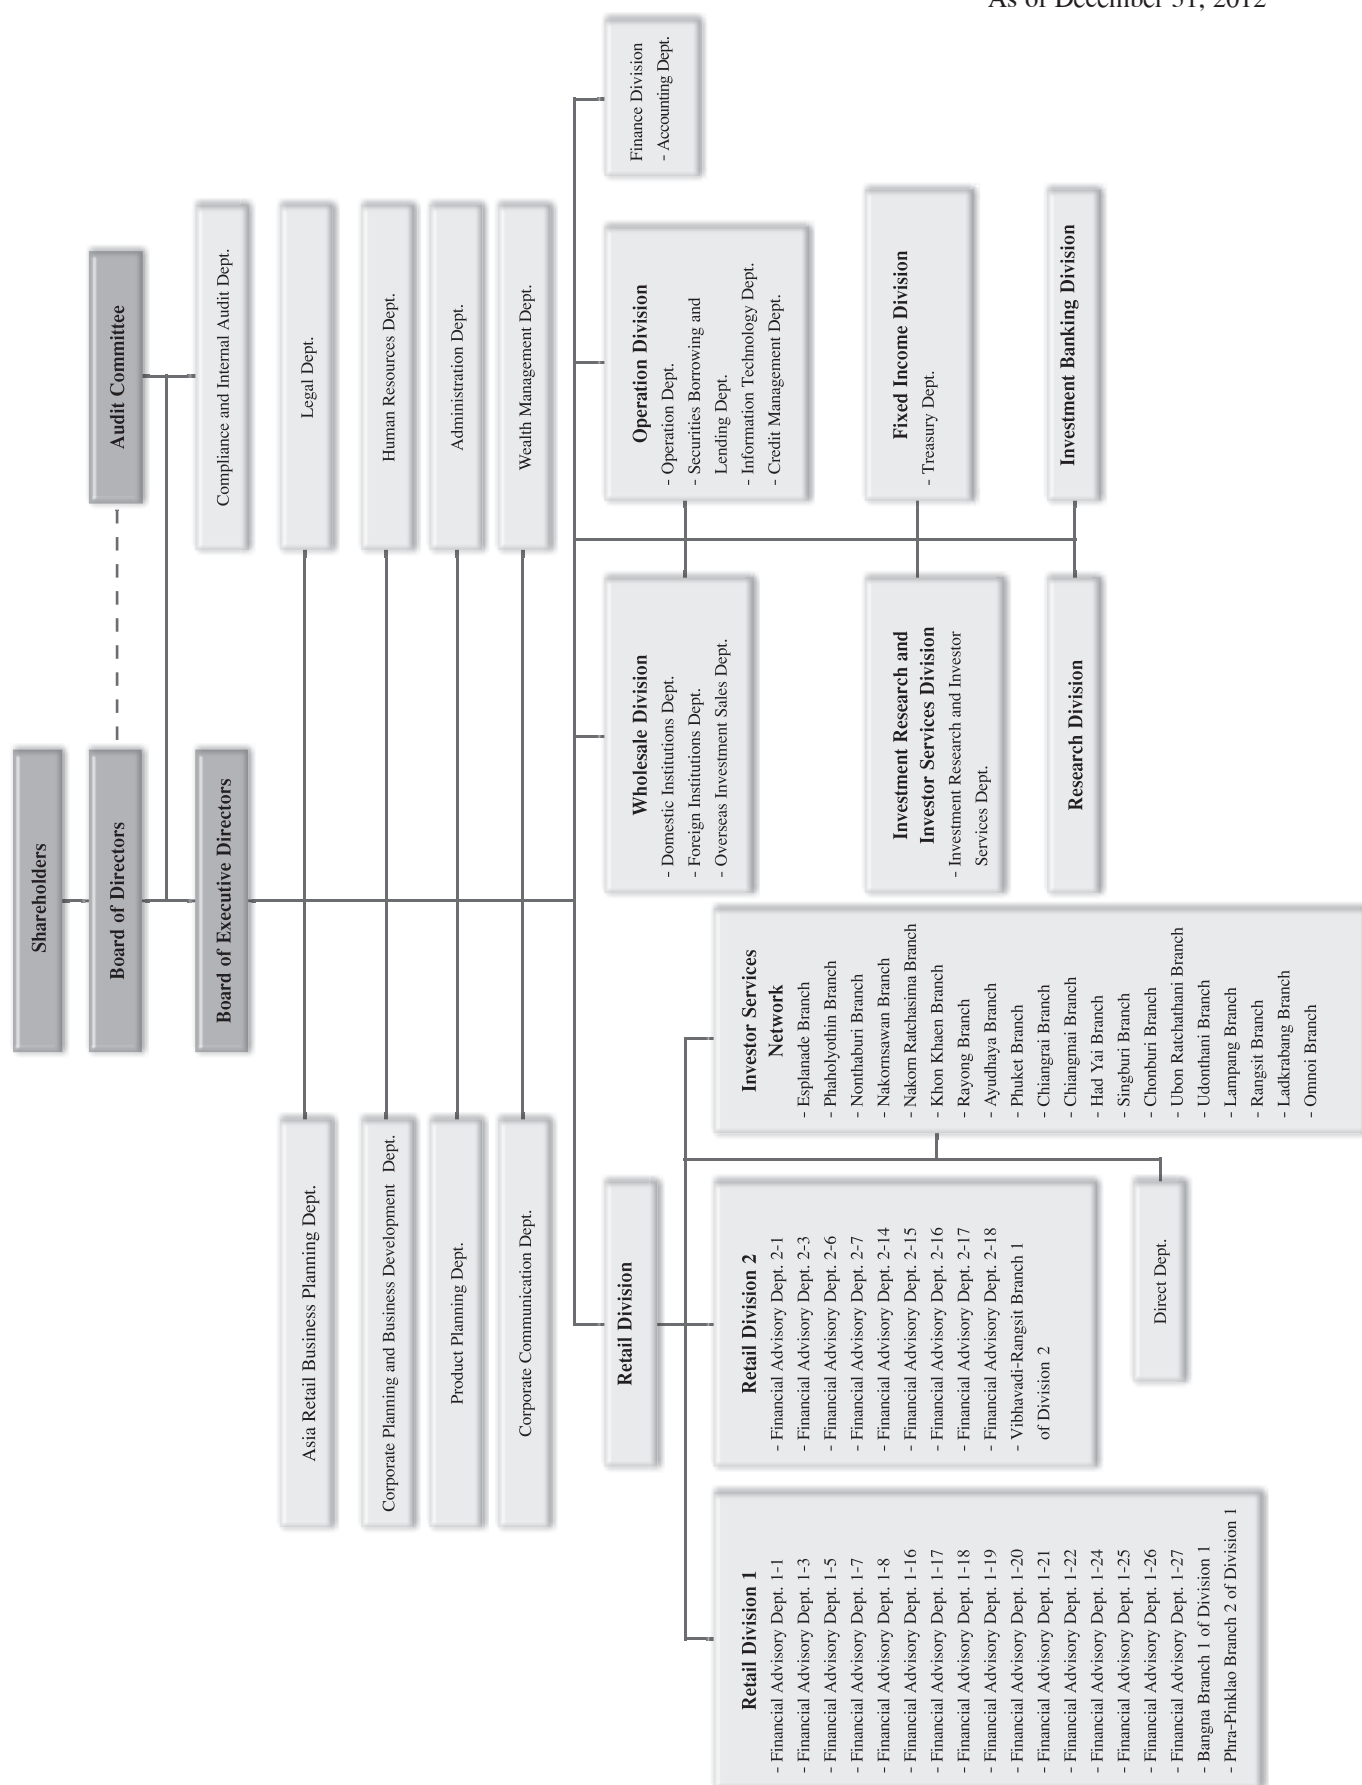 As of December 31, 2012
Shareholders
Board of Directors
Audit Committee
Board of Executive Directors
Compliance and Internal Audit Dept.
Asia Retail Business Planning Dept.
Legal Dept.
Corporate Planning and Business Development Dept.
Human Resources Dept.
Product Planning Dept.
Administration Dept.
Corporate Communication Dept.
Wealth Management Dept.
Retail Division
Wholesale Division
- Domestic Institutions Dept.
- Foreign Institutions Dept.
- Overseas Investment Sales Dept.
Operation Division
- Operation Dept.
- Securities Borrowing and
Lending Dept.
- Information Technology Dept.
- Credit Management Dept.
Finance Division
- Accounting Dept.
Retail Division 1
- Financial Advisory Dept. 1-1
- Financial Advisory Dept. 1-3
- Financial Advisory Dept. 1-5
- Financial Advisory Dept. 1-7
- Financial Advisory Dept. 1-8
- Financial Advisory Dept. 1-16
- Financial Advisory Dept. 1-17
- Financial Advisory Dept. 1-18
- Financial Advisory Dept. 1-19
- Financial Advisory Dept. 1-20
- Financial Advisory Dept. 1-21
- Financial Advisory Dept. 1-22
- Financial Advisory Dept. 1-24
- Financial Advisory Dept. 1-25
- Financial Advisory Dept. 1-26
- Financial Advisory Dept. 1-27
- Bangna Branch 1 of Division 1
- Phra-Pinklao Branch 2 of Division 1
Retail Division 2
- Financial Advisory Dept. 2-1
- Financial Advisory Dept. 2-3
- Financial Advisory Dept. 2-6
- Financial Advisory Dept. 2-7
- Financial Advisory Dept. 2-14
- Financial Advisory Dept. 2-15
- Financial Advisory Dept. 2-16
- Financial Advisory Dept. 2-17
- Financial Advisory Dept. 2-18
- Vibhavadi-Rangsit Branch 1
of Division 2
Direct Dept.
Investor Services
Network
- Esplanade Branch
- Phaholyothin Branch
- Nonthaburi Branch
- Nakornsawan Branch
- Nakorn Ratchasima Branch
- Khon Khaen Branch
- Rayong Branch
- Ayudhaya Branch
- Phuket Branch
- Chiangrai Branch
- Chiangmai Branch
- Had Yai Branch
- Singburi Branch
- Chonburi Branch
- Ubon Ratchathani Branch
- Udonthani Branch
- Lampang Branch
- Rangsit Branch
- Ladkrabang Branch
- Omnoi Branch
Investment Research and
Investor Services Division
- Investment Research and Investor
Services Dept.
Fixed Income Division
- Treasury Dept.
Research Division
Investment Banking Division